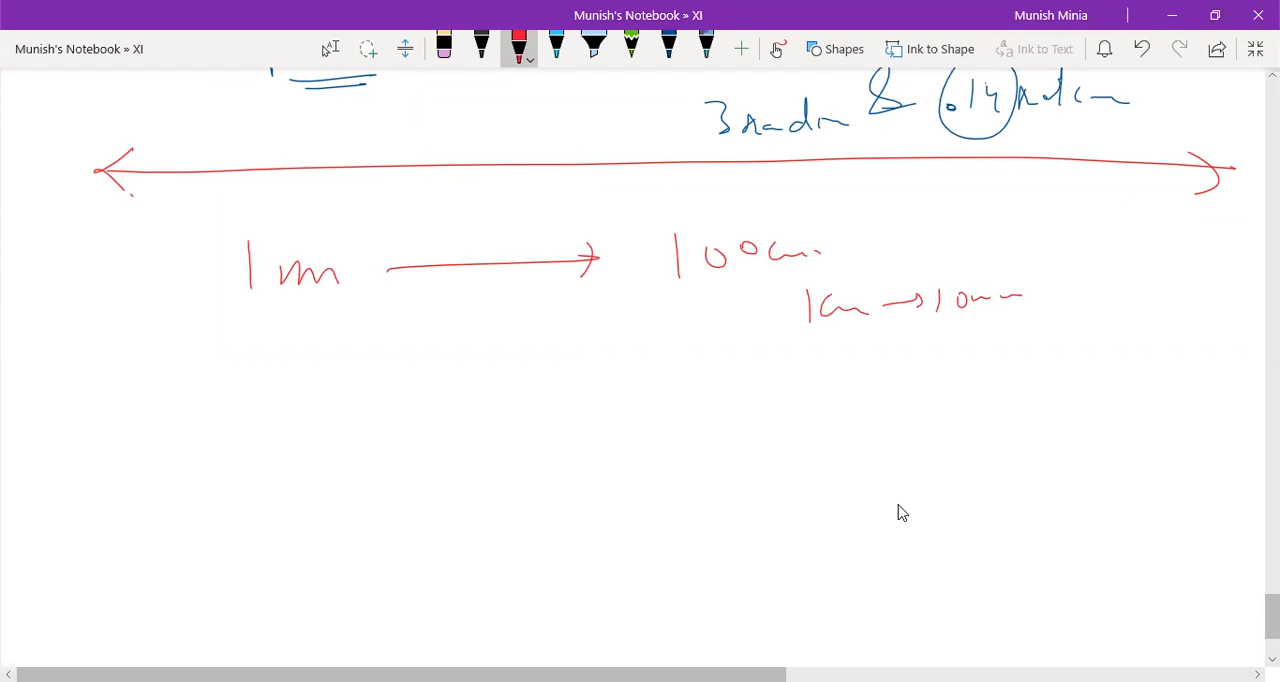 Munish's Notebook » XI
Munish Minia
Munish's Notebook » XI
Shapes
Ink to Shape
Ink to Text
3 radian & .14 radian
1 m → 100 cm.
1 cm → 10 mm